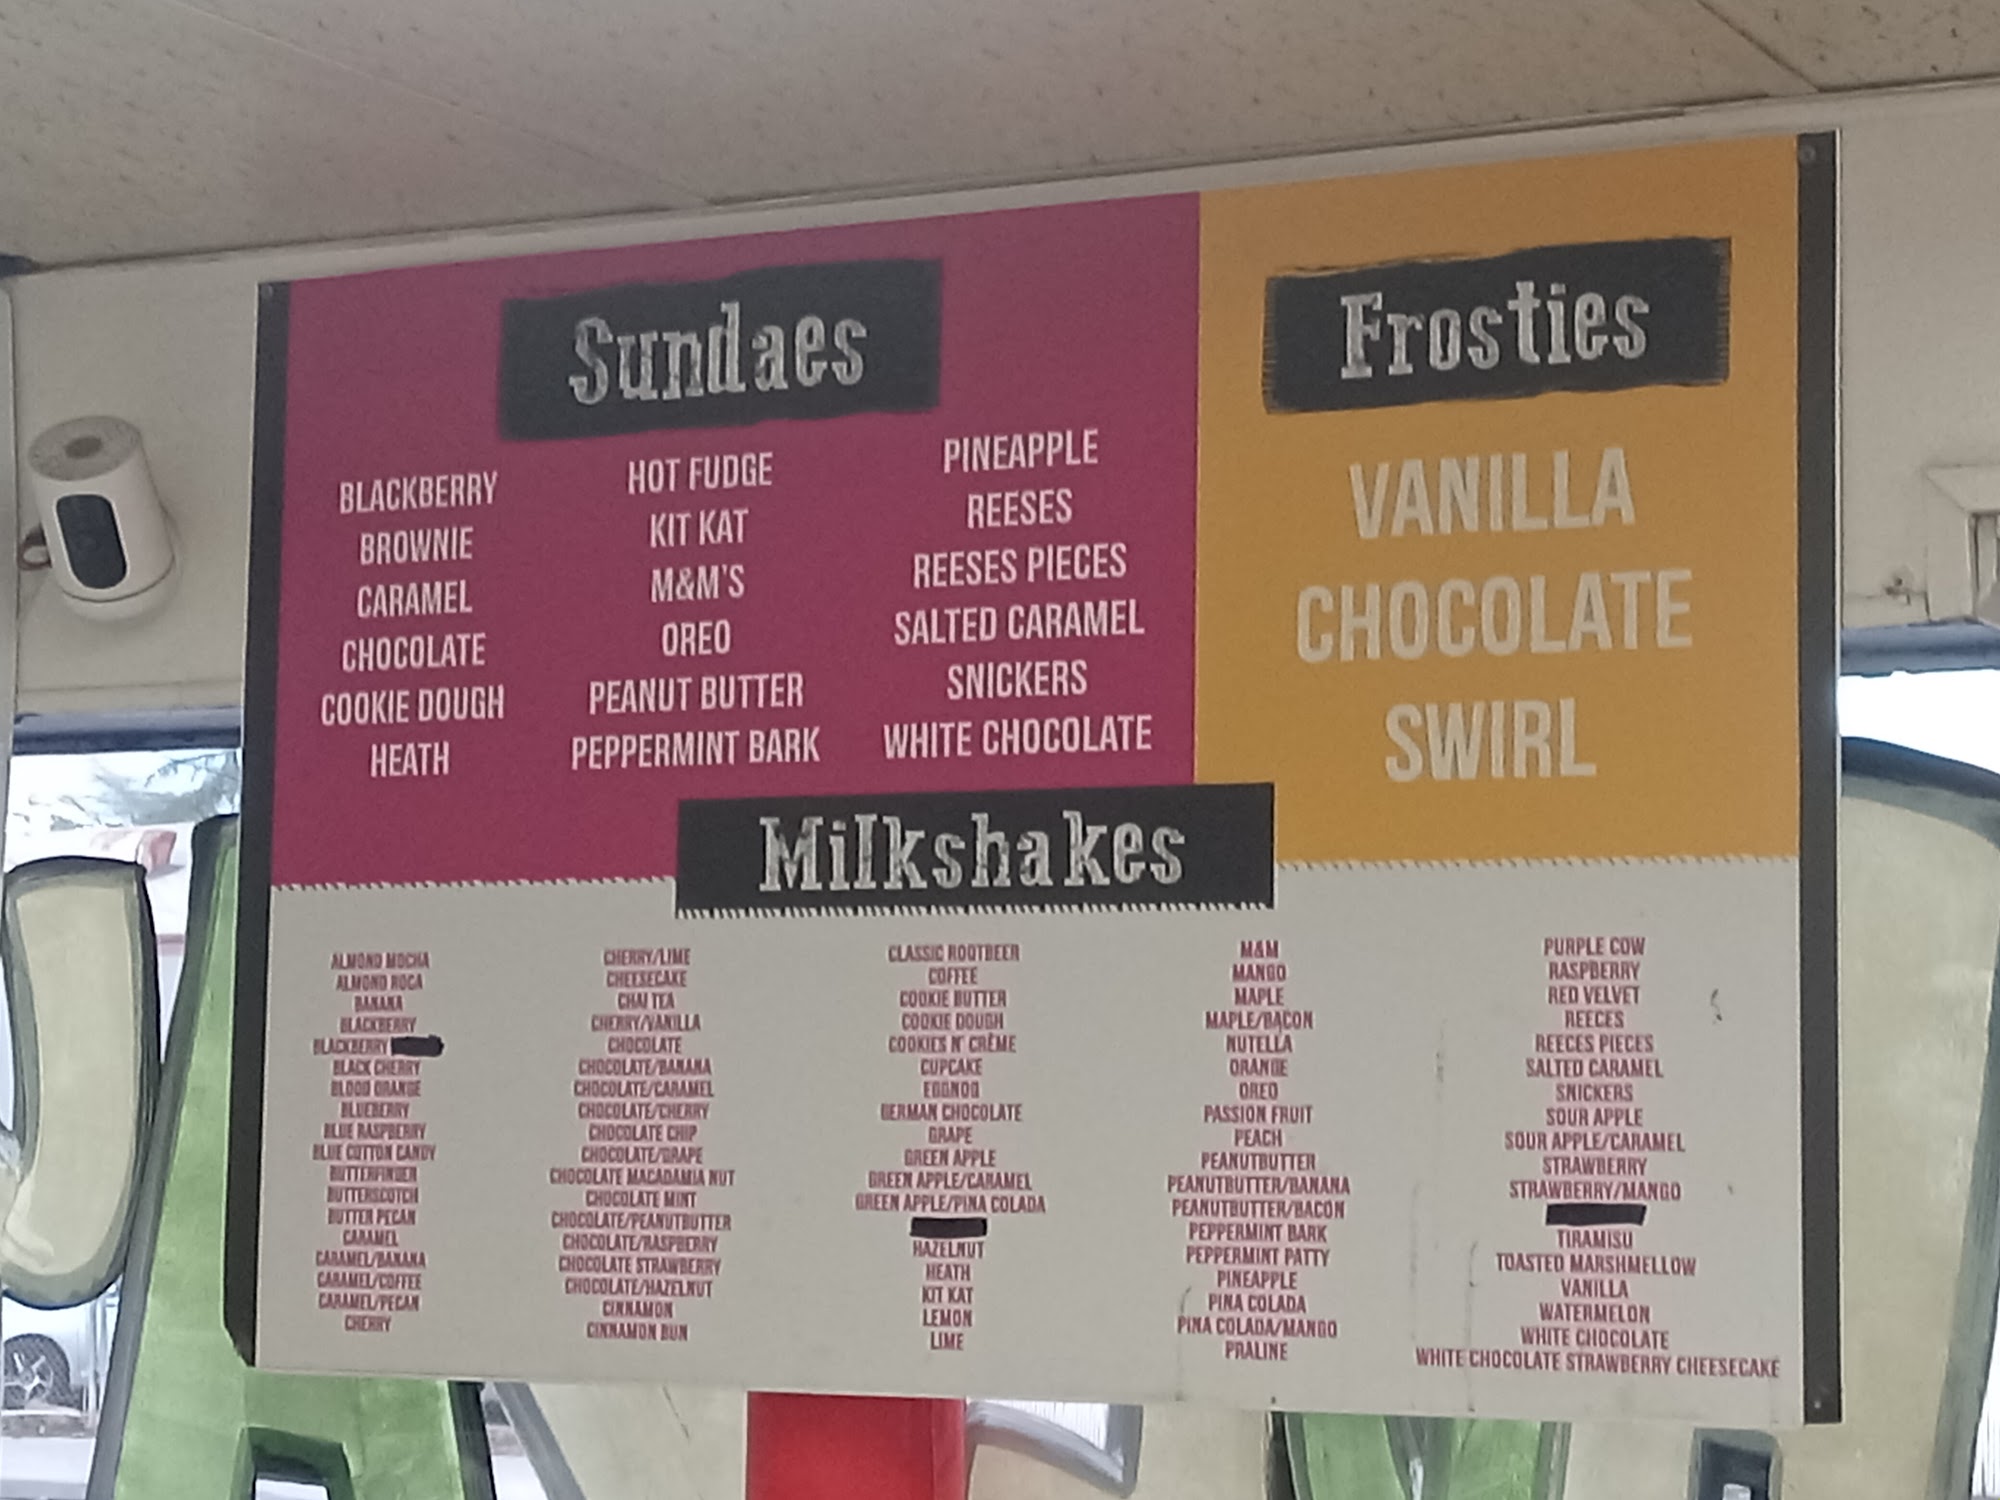 Sundaes
BLACKBERRY
BROWNIE
CARAMEL
CHOCOLATE
COOKIE DOUGH
HEATH
HOT FUDGE
KIT KAT
M&M'S
OREO
PEANUT BUTTER
PEPPERMINT BARK
PINEAPPLE
REESES
REESES PIECES
SALTED CARAMEL
SNICKERS
WHITE CHOCOLATE
Frosties
VANILLA
CHOCOLATE
SWIRL
Milkshakes
ALMOND MOCHA
ALMOND ROCA
BANANA
BLACKBERRY
BLACKBERRY
BLACK CHERRY
BLOOD ORANGE
BLUEBERRY
BLUE RASPBERRY
BLUE COTTON CANDY
BUTTERFINGER
BUTTERSCOTCH
BUTTER PECAN
CARAMEL
CARAMEL/BANANA
CARAMEL/COFFEE
CARAMEL/PECAN
CHERRY
CHERRY/LIME
CHEESECAKE
CHAI TEA
CHERRY/VANILLA
CHOCOLATE
CHOCOLATE/BANANA
CHOCOLATE/CARAMEL
CHOCOLATE/CHERRY
CHOCOLATE CHIP
CHOCOLATE/GRAPE
CHOCOLATE MACADAMIA NUT
CHOCOLATE MINT
CHOCOLATE/PEANUTBUTTER
CHOCOLATE/RASPBERRY
CHOCOLATE STRAWBERRY
CHOCOLATE/HAZELNUT
CINNAMON
CINNAMON BUN
CLASSIC ROOTBEER
COFFEE
COOKIE BUTTER
COOKIE DOUGH
COOKIES N' CRÈME
CUPCAKE
EGGNOG
GERMAN CHOCOLATE
GRAPE
GREEN APPLE
GREEN APPLE/CARAMEL
GREEN APPLE/PINA COLADA
HAZELNUT
HEATH
KIT KAT
LEMON
LIME
M&M
MANGO
MAPLE
MAPLE/BACON
NUTELLA
ORANGE
OREO
PASSION FRUIT
PEACH
PEANUTBUTTER
PEANUTBUTTER/BANANA
PEANUTBUTTER/BACON
PEPPERMINT BARK
PEPPERMINT PATTY
PINEAPPLE
PINA COLADA
PINA COLADA/MANGO
PRALINE
PURPLE COW
RASPBERRY
RED VELVET
REECES
REECES PIECES
SALTED CARAMEL
SNICKERS
SOUR APPLE
SOUR APPLE/CARAMEL
STRAWBERRY
STRAWBERRY/MANGO
TIRAMISU
TOASTED MARSHMELLOW
VANILLA
WATERMELON
WHITE CHOCOLATE
WHITE CHOCOLATE STRAWBERRY CHEESECAKE